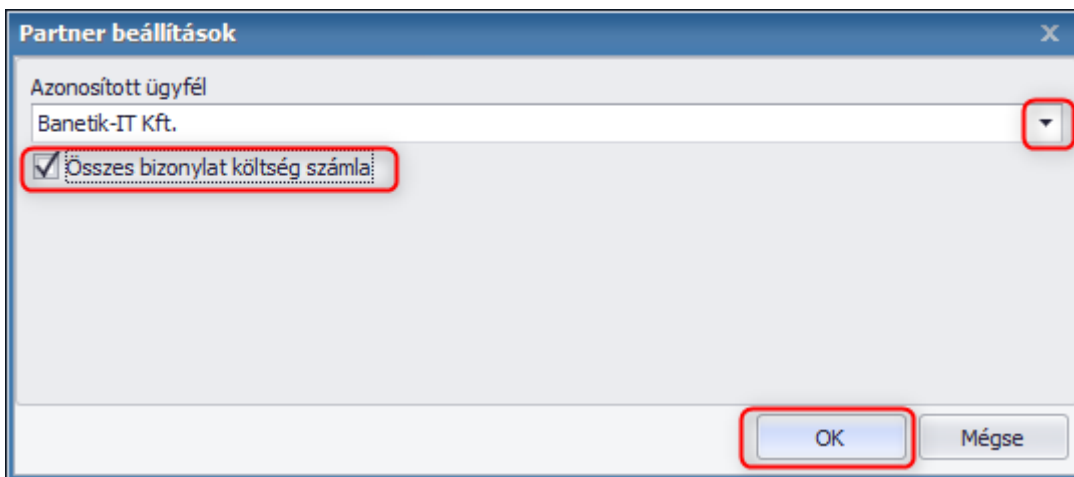 Partner beállítások
Azonosított ügyfél
Banetik-IT Kft.
Összes bizonylat költség számla
OK Mégse